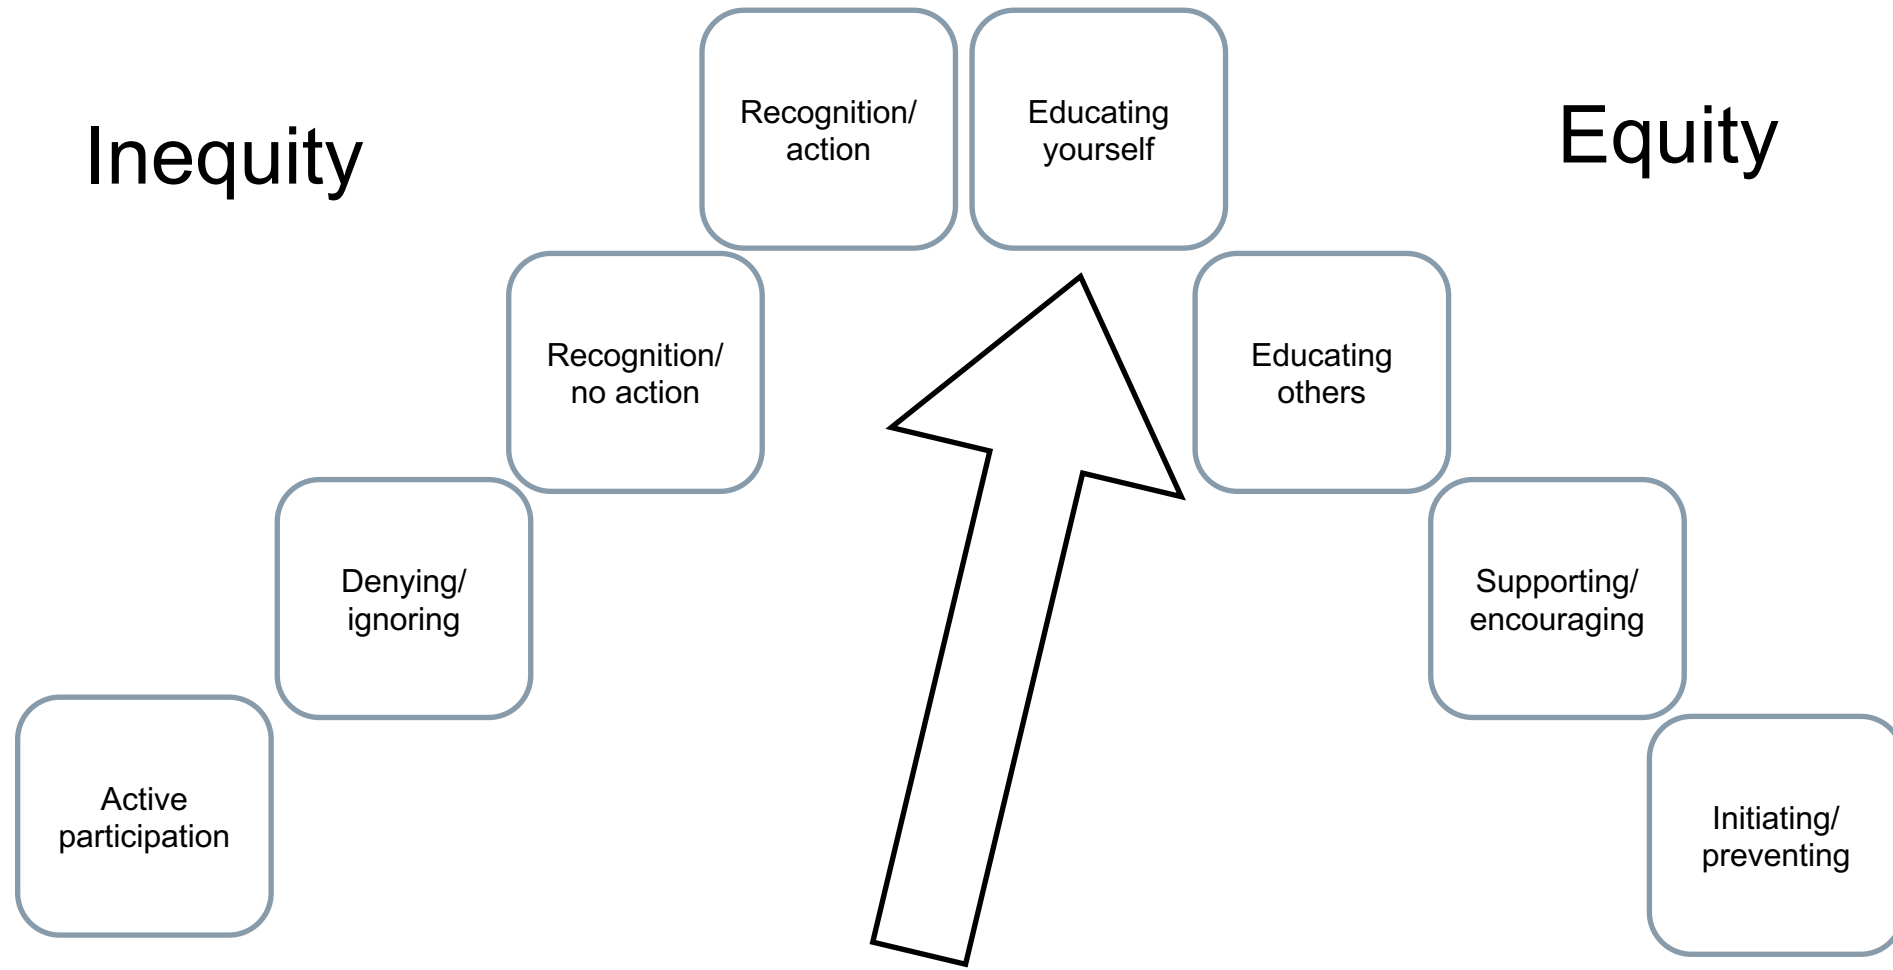 Inequity
Equity
Active
participation
Denying/
ignoring
Recognition/
no action
Recognition/
action
Educating
yourself
Educating
others
Supporting/
encouraging
Initiating/
preventing